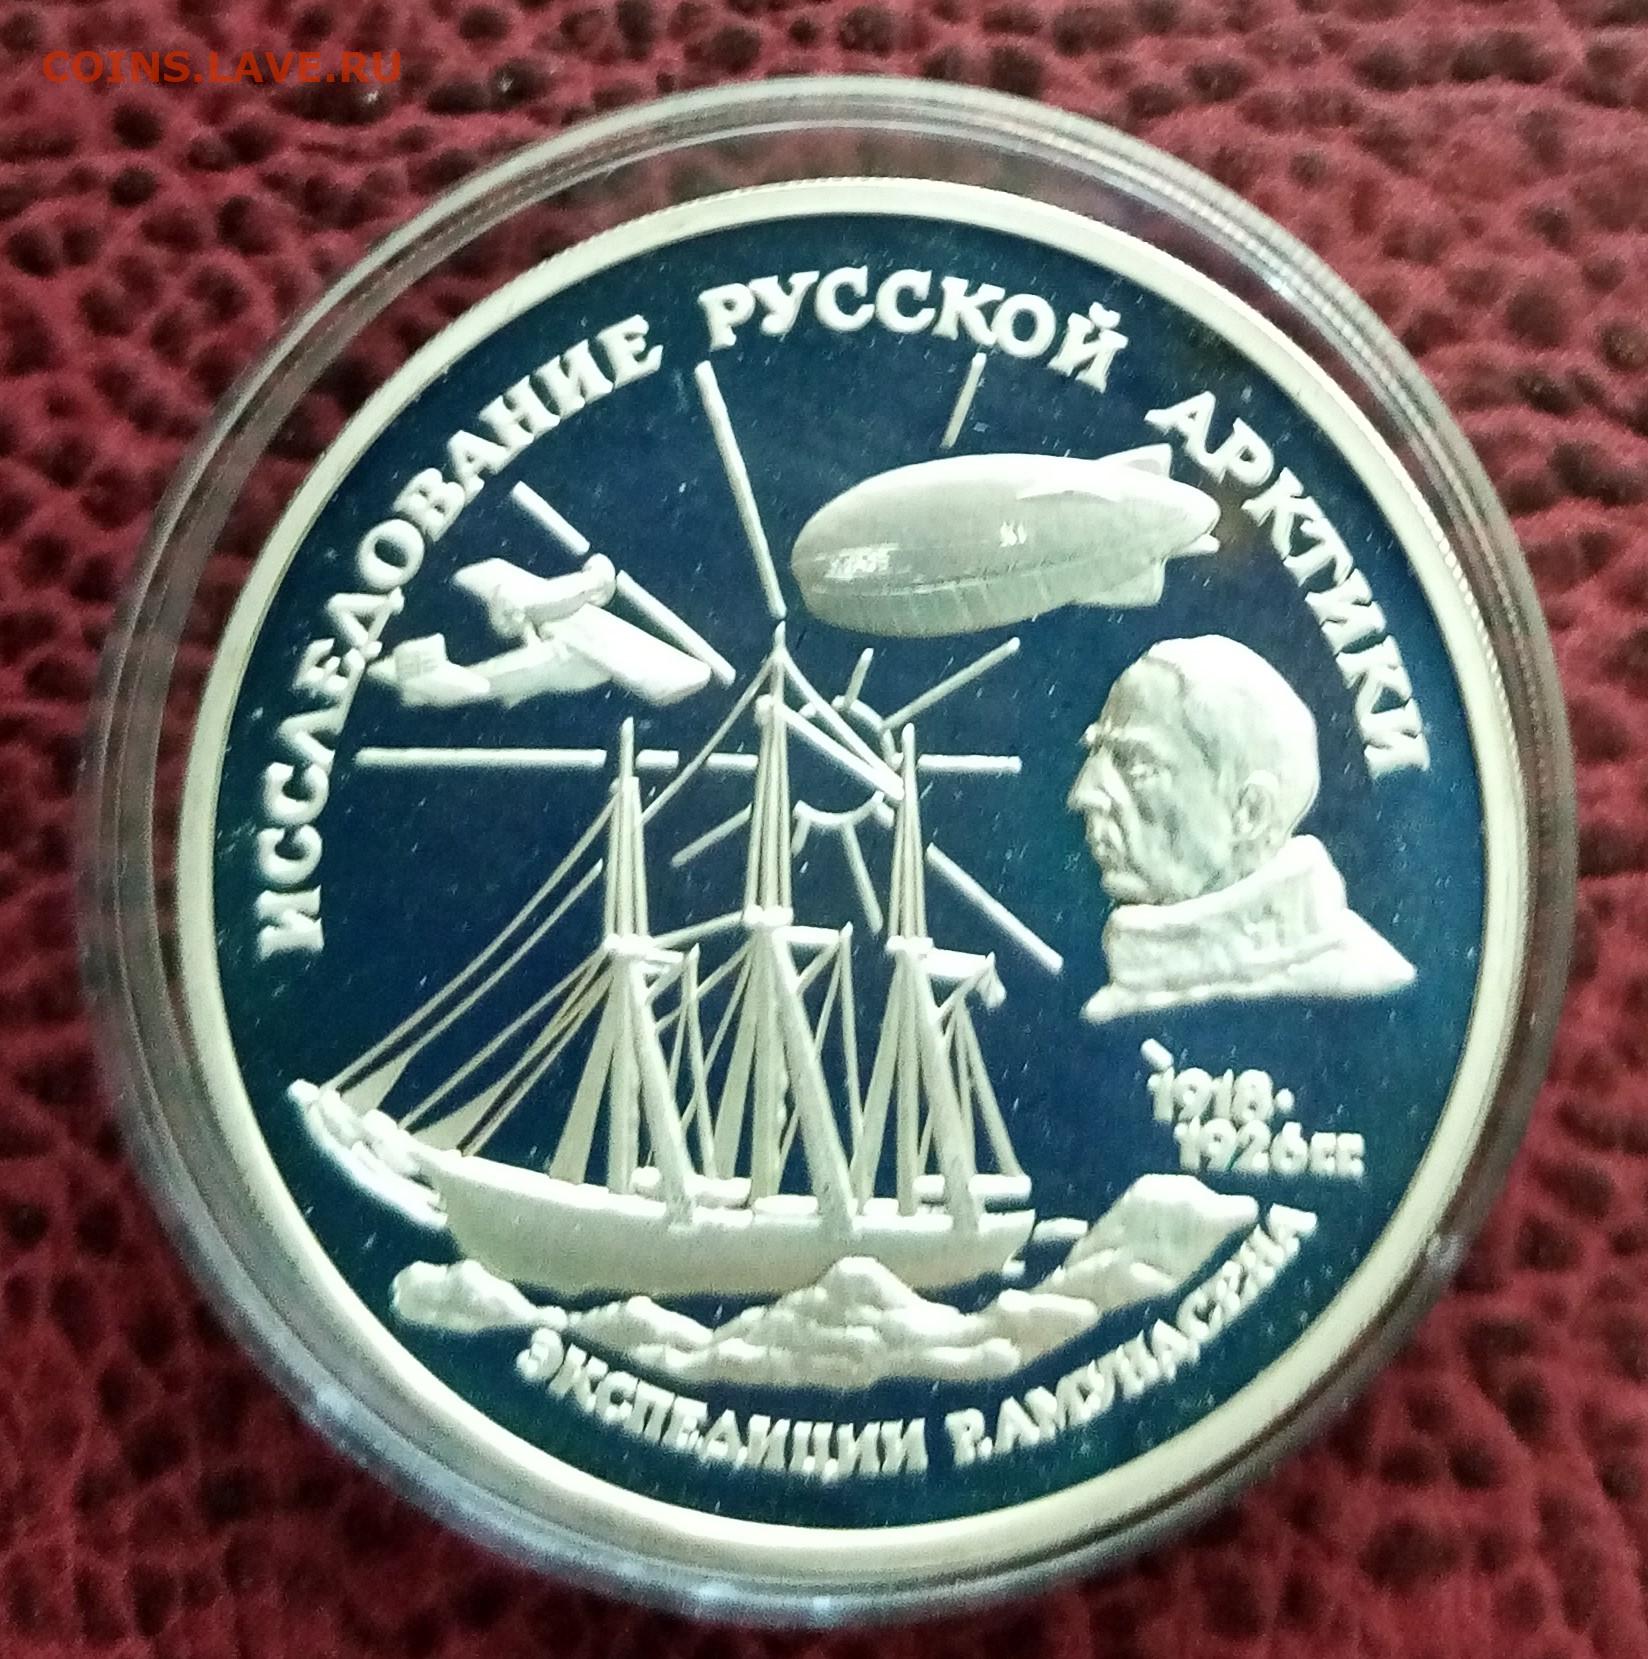 COINS.LAVE.RU
ИССЛЕДОВАНИЕ РУССКОЙ АРКТИКИ
1918-
1926гг.
ЭКСПЕДИЦИИ Р.АМУНДСЕНА